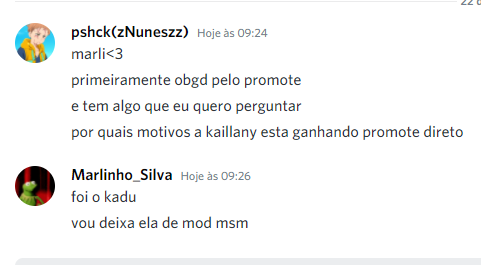 22 d
pshck(zNuneszz) Hoje às 09:24
marli<3
primeiramente obgd pelo promote
e tem algo que eu quero perguntar
por quais motivos a kaillany esta ganhando promote direto
Marlinho_Silva Hoje às 09:26
foi o kadu
vou deixa ela de mod msm